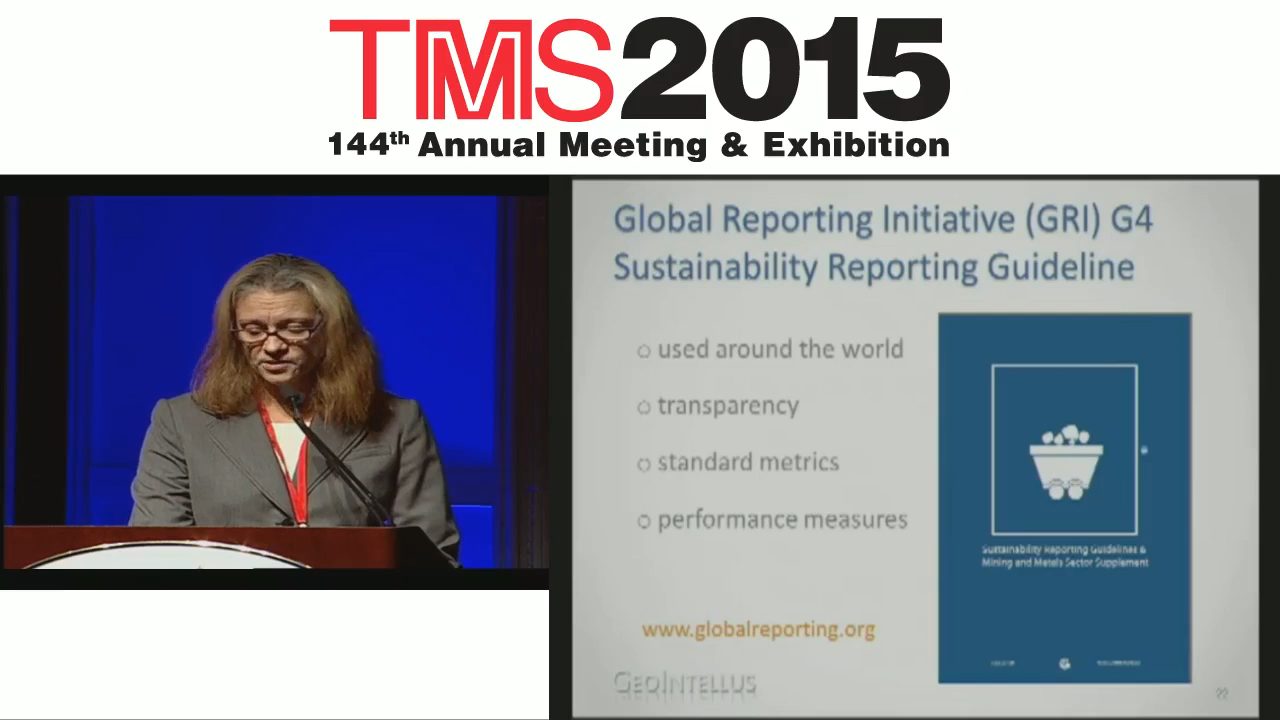 TMS2015
144th Annual Meeting & Exhibition
Global Reporting Initiative (GRI) G4
Sustainability Reporting Guideline
used around the world
transparency
standard metrics
performance measures
Sustainability Reporting Guidelines &
Mining and Metals Sector Supplement
www.globalreporting.org
GEOINTELLUS